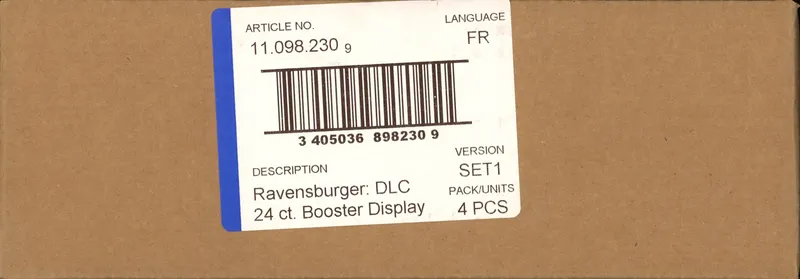 ARTICLE NO.
LANGUAGE
11.098.230 9
FR
3 405036 898230 9
DESCRIPTION
VERSION
SET1
Ravensburger: DLC
PACK/UNITS
24 ct. Booster Display
4 PCS